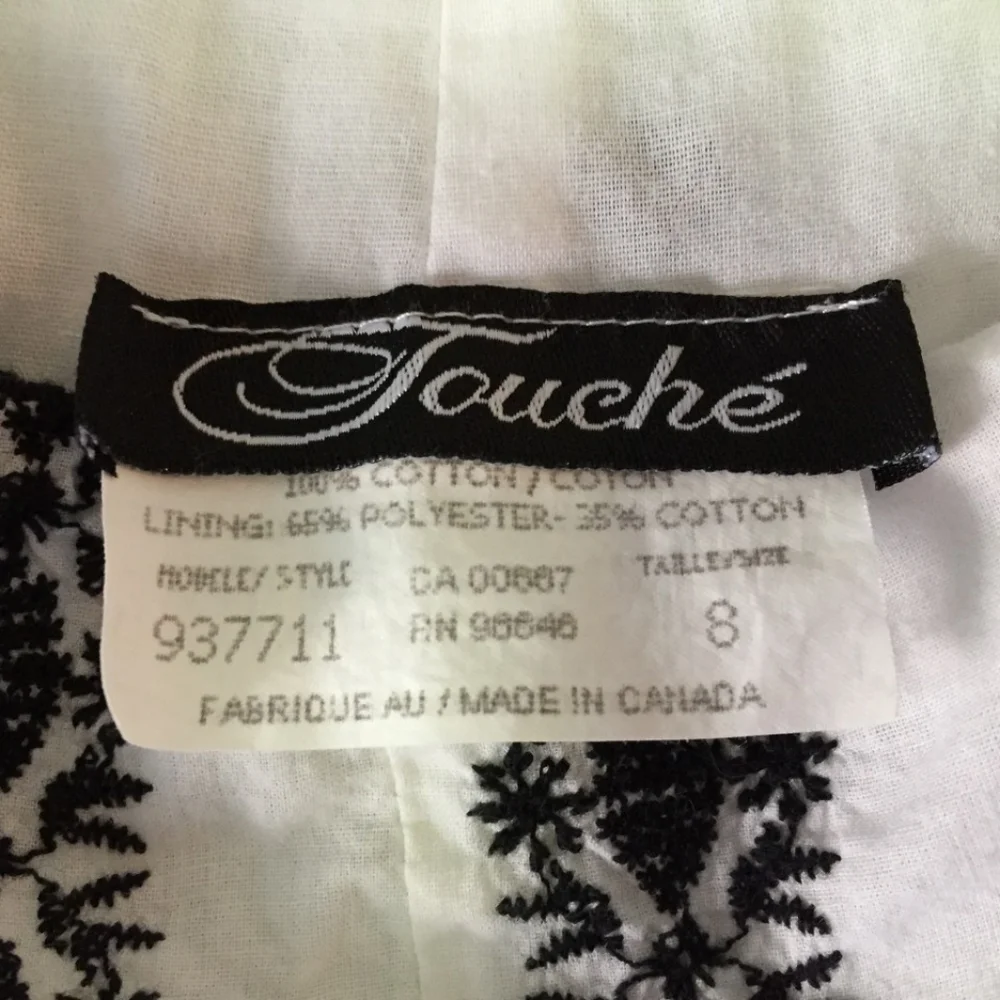 Touché
100% COTTON / COTON
LINING: 65% POLYESTER- 35% COTTON
MODELE/ STYLE
CA 00887
TAILLE/SIZE
937711
RN 98646
8
FABRIQUE AU / MADE IN CANADA